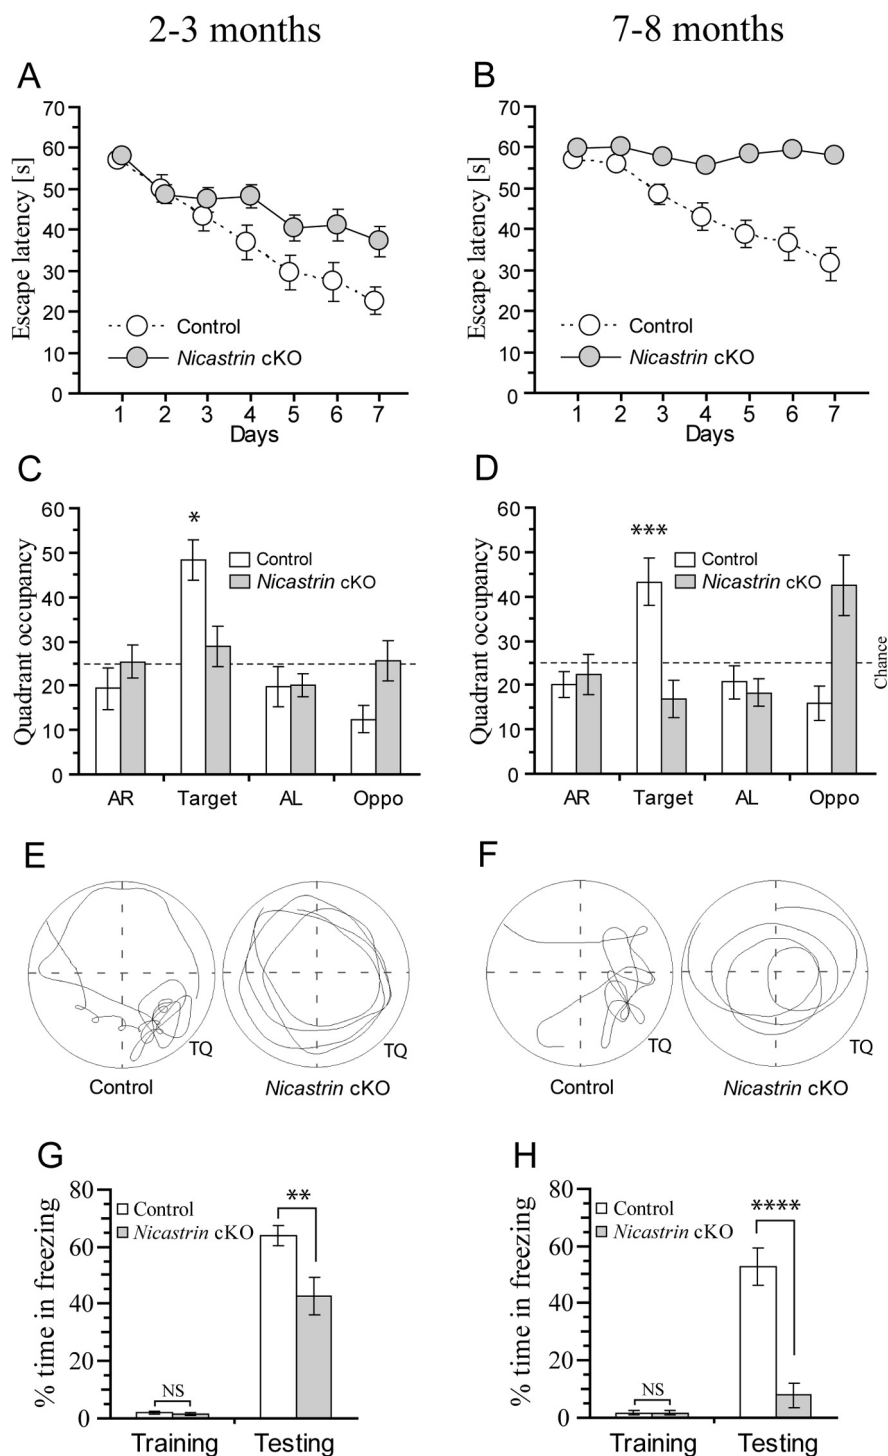 2-3 months
7-8 months
A
B
70
60
50
40
30
20
10
0
Escape latency [s]
Control
Nicastrin cKO
1 2 3 4 5 6 7
Days
70
60
50
40
30
20
10
0
Escape latency [s]
Control
Nicastrin cKO
1 2 3 4 5 6 7
Days
C
D
60
50
40
30
20
10
0
Quadrant occupancy
*
Control
Nicastrin cKO
AR Target AL Oppo
60
50
40
30
20
10
0
Quadrant occupancy
***
Control
Nicastrin cKO
Chance
AR Target AL Oppo
E
F
TQ
TQ
Control
Nicastrin cKO
TQ
TQ
Control
Nicastrin cKO
G
H
80
60
40
20
0
% time in freezing
Control
Nicastrin cKO
**
NS
Training Testing
80
60
40
20
0
% time in freezing
Control
Nicastrin cKO
****
NS
Training Testing